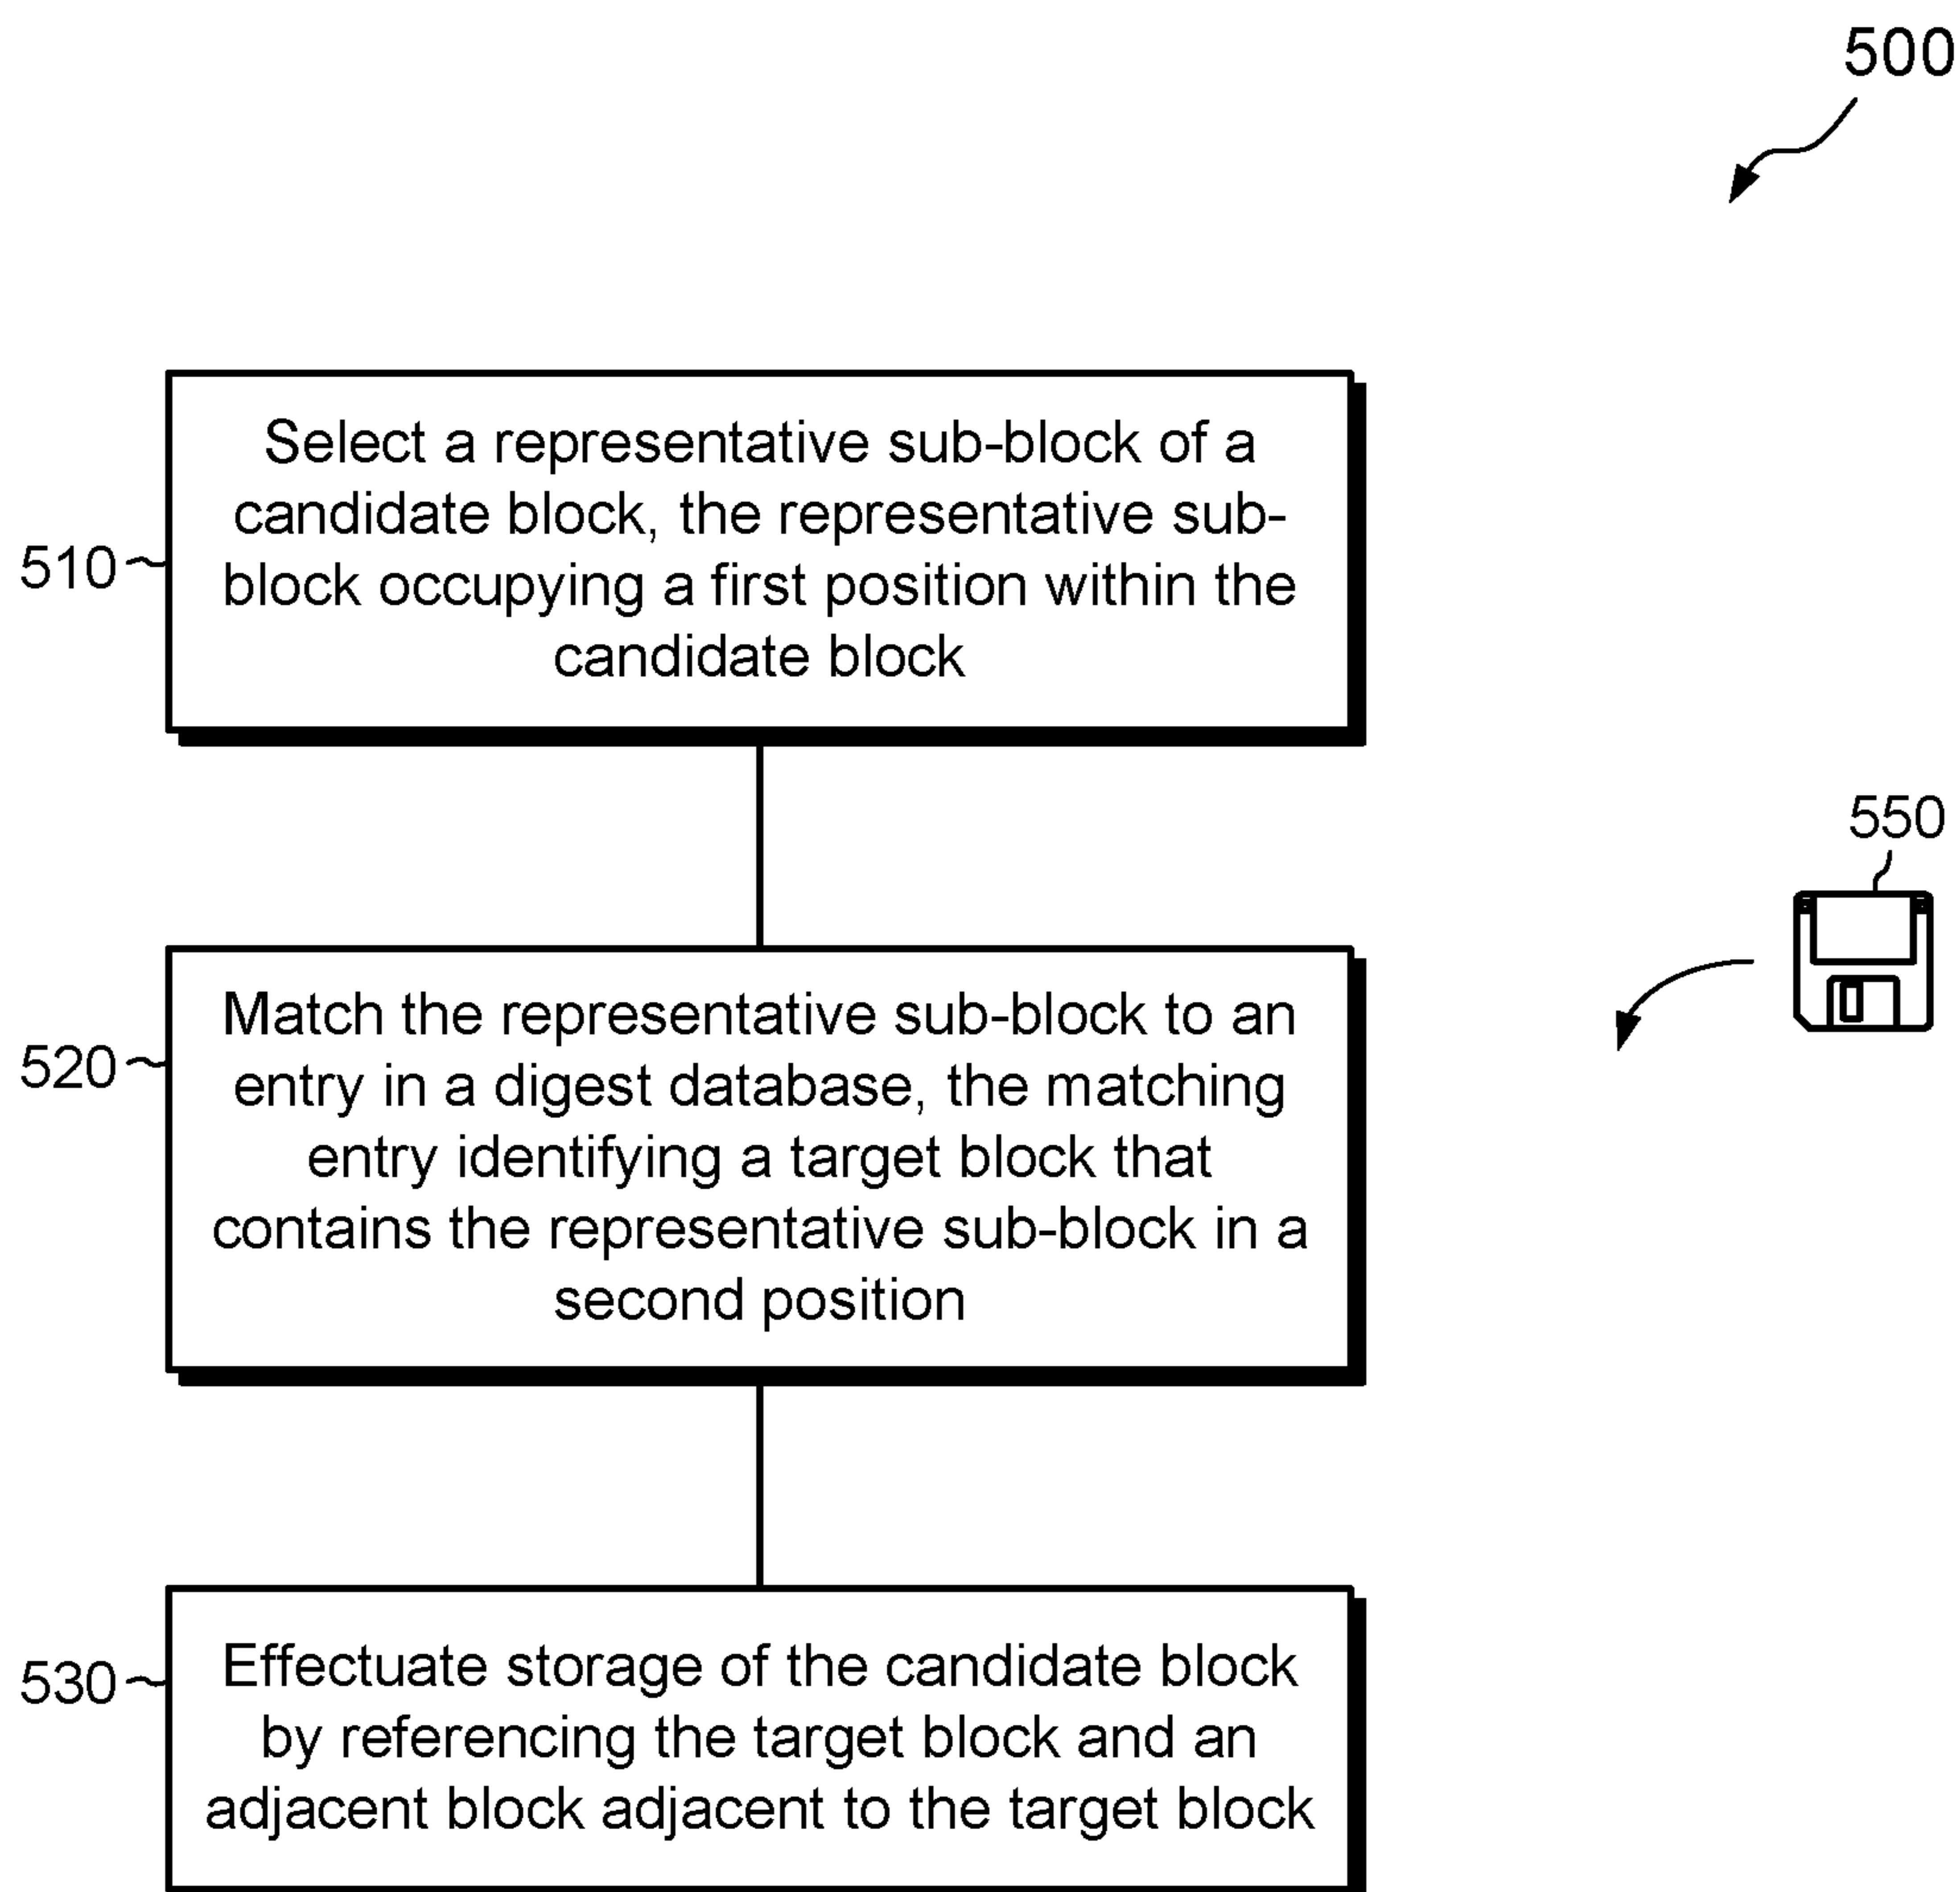 500
Select a representative sub-block of a
candidate block, the representative sub-
block occupying a first position within the
candidate block
510
550
Match the representative sub-block to an
entry in a digest database, the matching
entry identifying a target block that
contains the representative sub-block in a
second position
520
Effectuate storage of the candidate block
by referencing the target block and an
adjacent block adjacent to the target block
530